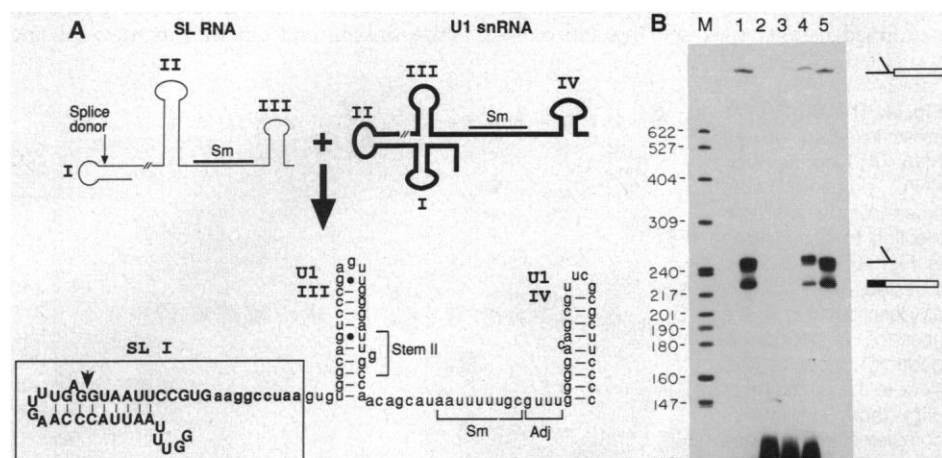 A
SL RNA
U1 snRNA
II
Splice donor
I
Sm
III
+
III
II
I
Sm
IV
U1
III
Stem II
U1
IV
SL I
GUAAUUCCGUGaaggccuaa
acagcauaauuuuugcguuu
Sm
Adj
B
M 1 2 3 4 5
622
527
404
309
240
217
201
190
180
160
147